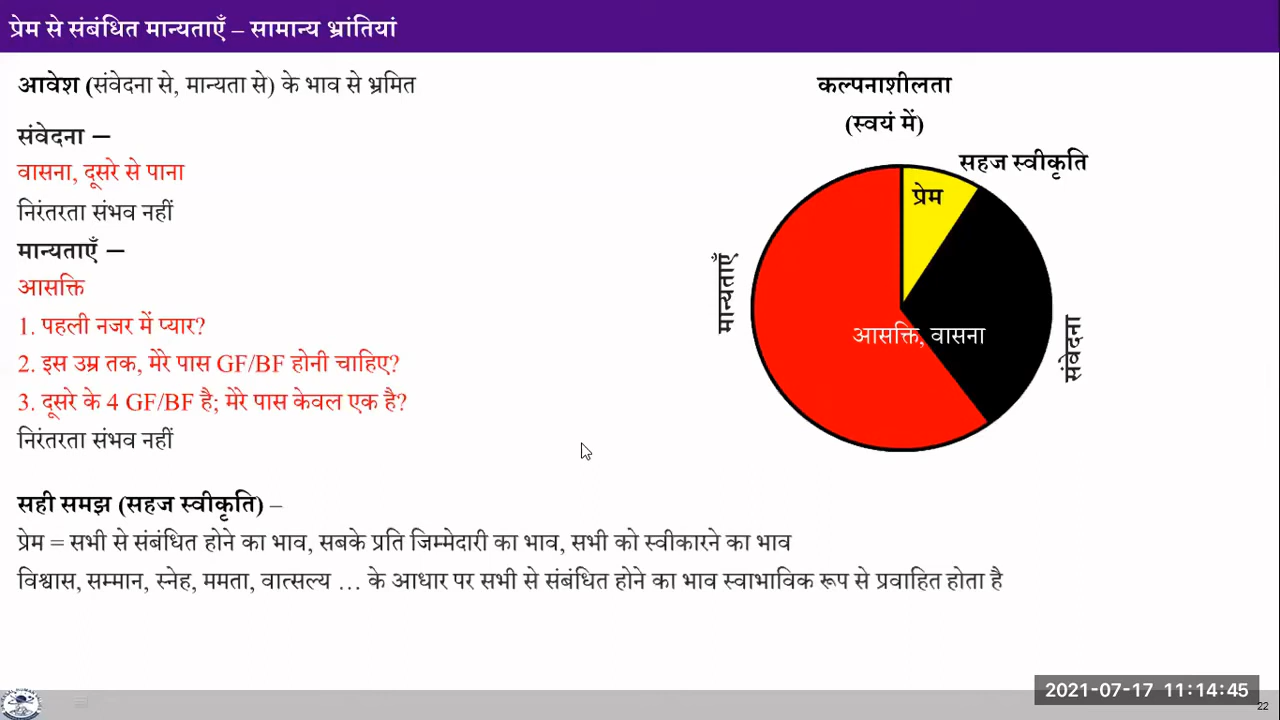 प्रेम से संबंधित मान्यताएँ – सामान्य भ्रांतियां
आवेश (संवेदना से, मान्यता से) के भाव से भ्रमित
संवेदना —
वासना, दूसरे से पाना
निरंतरता संभव नहीं
मान्यताएँ —
आसक्ति
1. पहली नजर में प्यार?
2. इस उम्र तक, मेरे पास GF/BF होनी चाहिए?
3. दूसरे के 4 GF/BF है; मेरे पास केवल एक है?
निरंतरता संभव नहीं
कल्पनाशीलता
(स्वयं में)
सहज स्वीकृति
प्रेम
मान्यताएँ
आसक्ति, वासना
संवेदना
सही समझ (सहज स्वीकृति) –
प्रेम = सभी से संबंधित होने का भाव, सबके प्रति जिम्मेदारी का भाव, सभी को स्वीकारने का भाव
विश्वास, सम्मान, स्नेह, ममता, वात्सल्य … के आधार पर सभी से संबंधित होने का भाव स्वाभाविक रूप से प्रवाहित होता है
2021-07-17 11:14:45
22